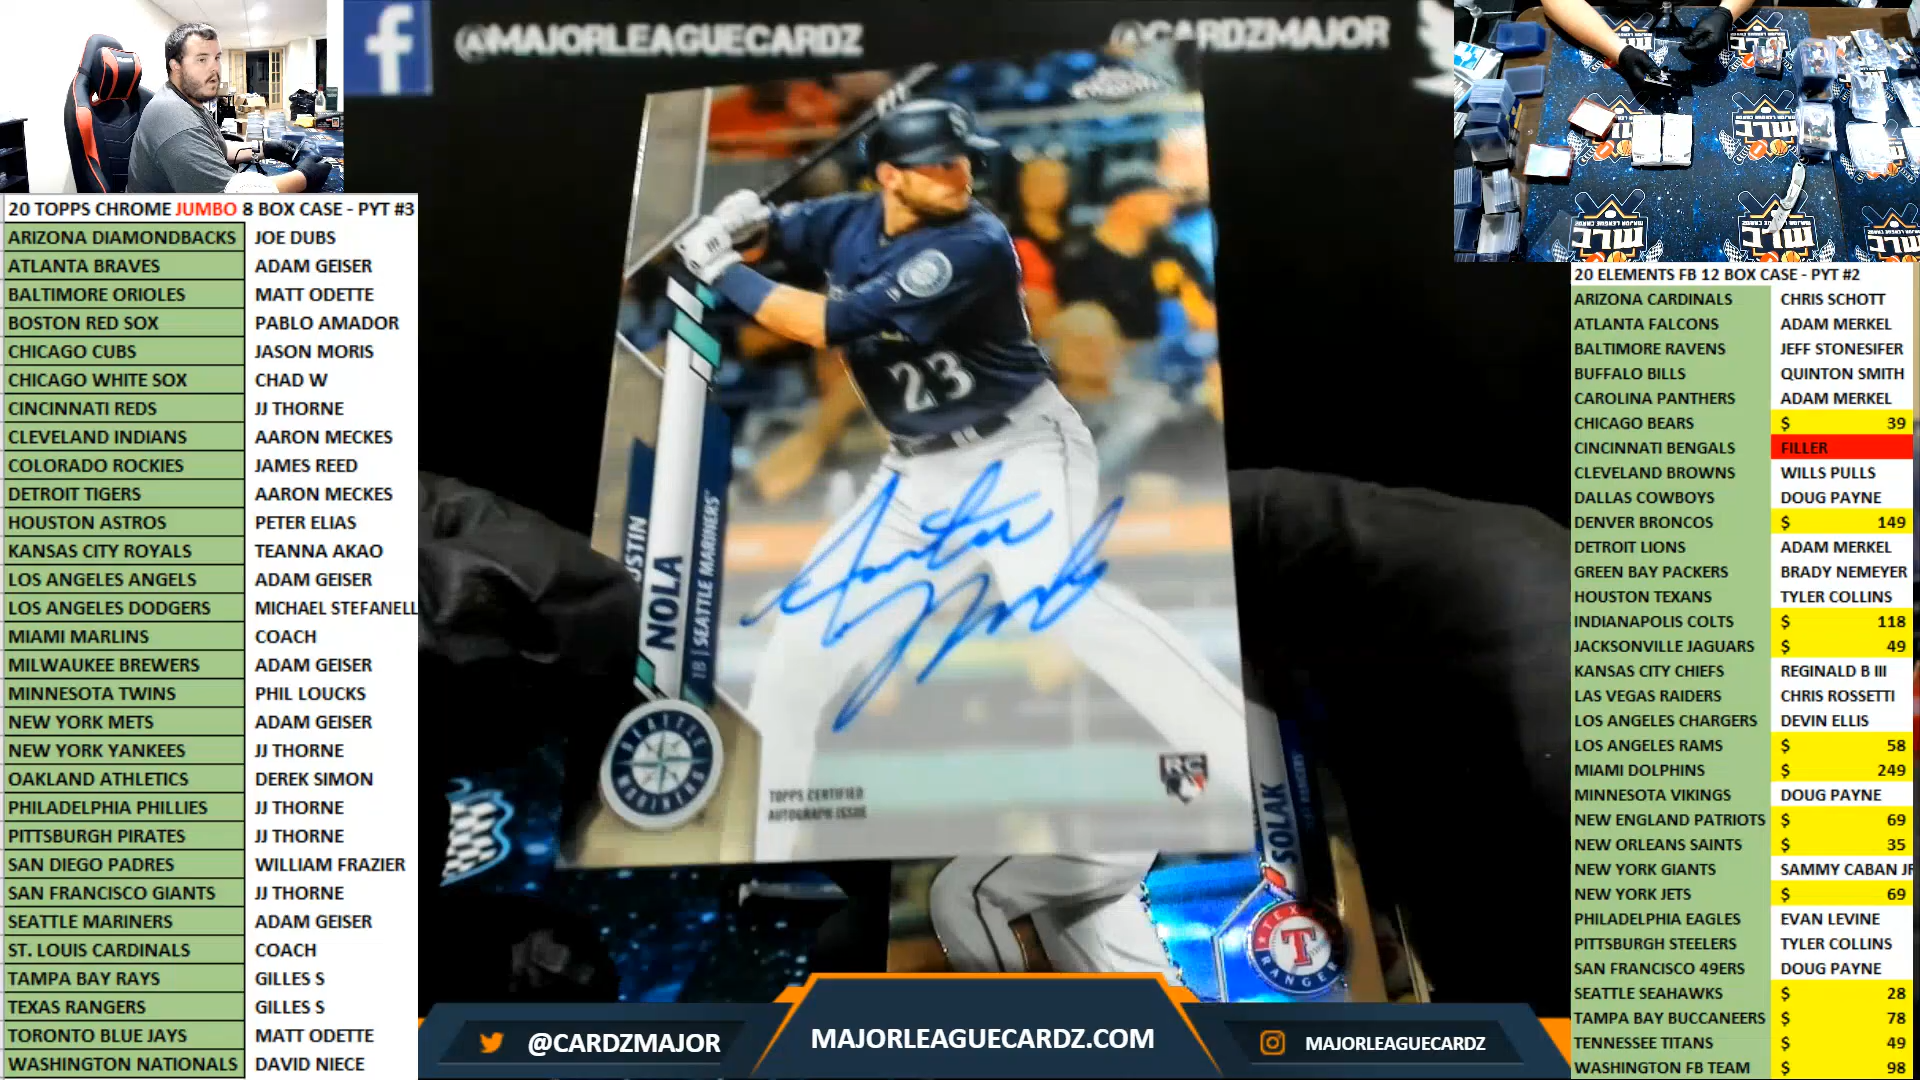 @MAJORLEAGUECARDZ
@CARDZMAJOR
20 TOPPS CHROME JUMBO 8 BOX CASE - PYT #3
ARIZONA DIAMONDBACKS JOE DUBS
ATLANTA BRAVES ADAM GEISER
BALTIMORE ORIOLES MATT ODETTE
BOSTON RED SOX PABLO AMADOR
CHICAGO CUBS JASON MORIS
CHICAGO WHITE SOX CHAD W
CINCINNATI REDS JJ THORNE
CLEVELAND INDIANS AARON MECKES
COLORADO ROCKIES JAMES REED
DETROIT TIGERS AARON MECKES
HOUSTON ASTROS PETER ELIAS
KANSAS CITY ROYALS TEANNA AKAO
LOS ANGELES ANGELS ADAM GEISER
LOS ANGELES DODGERS MICHAEL STEFANELL
MIAMI MARLINS COACH
MILWAUKEE BREWERS ADAM GEISER
MINNESOTA TWINS PHIL LOUCKS
NEW YORK METS ADAM GEISER
NEW YORK YANKEES JJ THORNE
OAKLAND ATHLETICS DEREK SIMON
PHILADELPHIA PHILLIES JJ THORNE
PITTSBURGH PIRATES JJ THORNE
SAN DIEGO PADRES WILLIAM FRAZIER
SAN FRANCISCO GIANTS JJ THORNE
SEATTLE MARINERS ADAM GEISER
ST. LOUIS CARDINALS COACH
TAMPA BAY RAYS GILLES S
TEXAS RANGERS GILLES S
TORONTO BLUE JAYS MATT ODETTE
WASHINGTON NATIONALS DAVID NIECE
23
USTIN
NOLA
1B | SEATTLE MARINERS
SEATTLE
MARINERS
TOPPS CERTIFIED
AUTOGRAPH ISSUE
RC
SOLAK
TEXAS
RANGERS
T
20 ELEMENTS FB 12 BOX CASE - PYT #2
ARIZONA CARDINALS CHRIS SCHOTT
ATLANTA FALCONS ADAM MERKEL
BALTIMORE RAVENS JEFF STONESIFER
BUFFALO BILLS QUINTON SMITH
CAROLINA PANTHERS ADAM MERKEL
CHICAGO BEARS $ 39
CINCINNATI BENGALS FILLER
CLEVELAND BROWNS WILLS PULLS
DALLAS COWBOYS DOUG PAYNE
DENVER BRONCOS $ 149
DETROIT LIONS ADAM MERKEL
GREEN BAY PACKERS BRADY NEMEYER
HOUSTON TEXANS TYLER COLLINS
INDIANAPOLIS COLTS $ 118
JACKSONVILLE JAGUARS $ 49
KANSAS CITY CHIEFS REGINALD B III
LAS VEGAS RAIDERS CHRIS ROSSETTI
LOS ANGELES CHARGERS DEVIN ELLIS
LOS ANGELES RAMS $ 58
MIAMI DOLPHINS $ 249
MINNESOTA VIKINGS DOUG PAYNE
NEW ENGLAND PATRIOTS $ 69
NEW ORLEANS SAINTS $ 35
NEW YORK GIANTS SAMMY CABAN JR
NEW YORK JETS $ 69
PHILADELPHIA EAGLES EVAN LEVINE
PITTSBURGH STEELERS TYLER COLLINS
SAN FRANCISCO 49ERS DOUG PAYNE
SEATTLE SEAHAWKS $ 28
TAMPA BAY BUCCANEERS $ 78
TENNESSEE TITANS $ 49
WASHINGTON FB TEAM $ 98
@CARDZMAJOR
MAJORLEAGUECARDZ.COM
MAJORLEAGUECARDZ